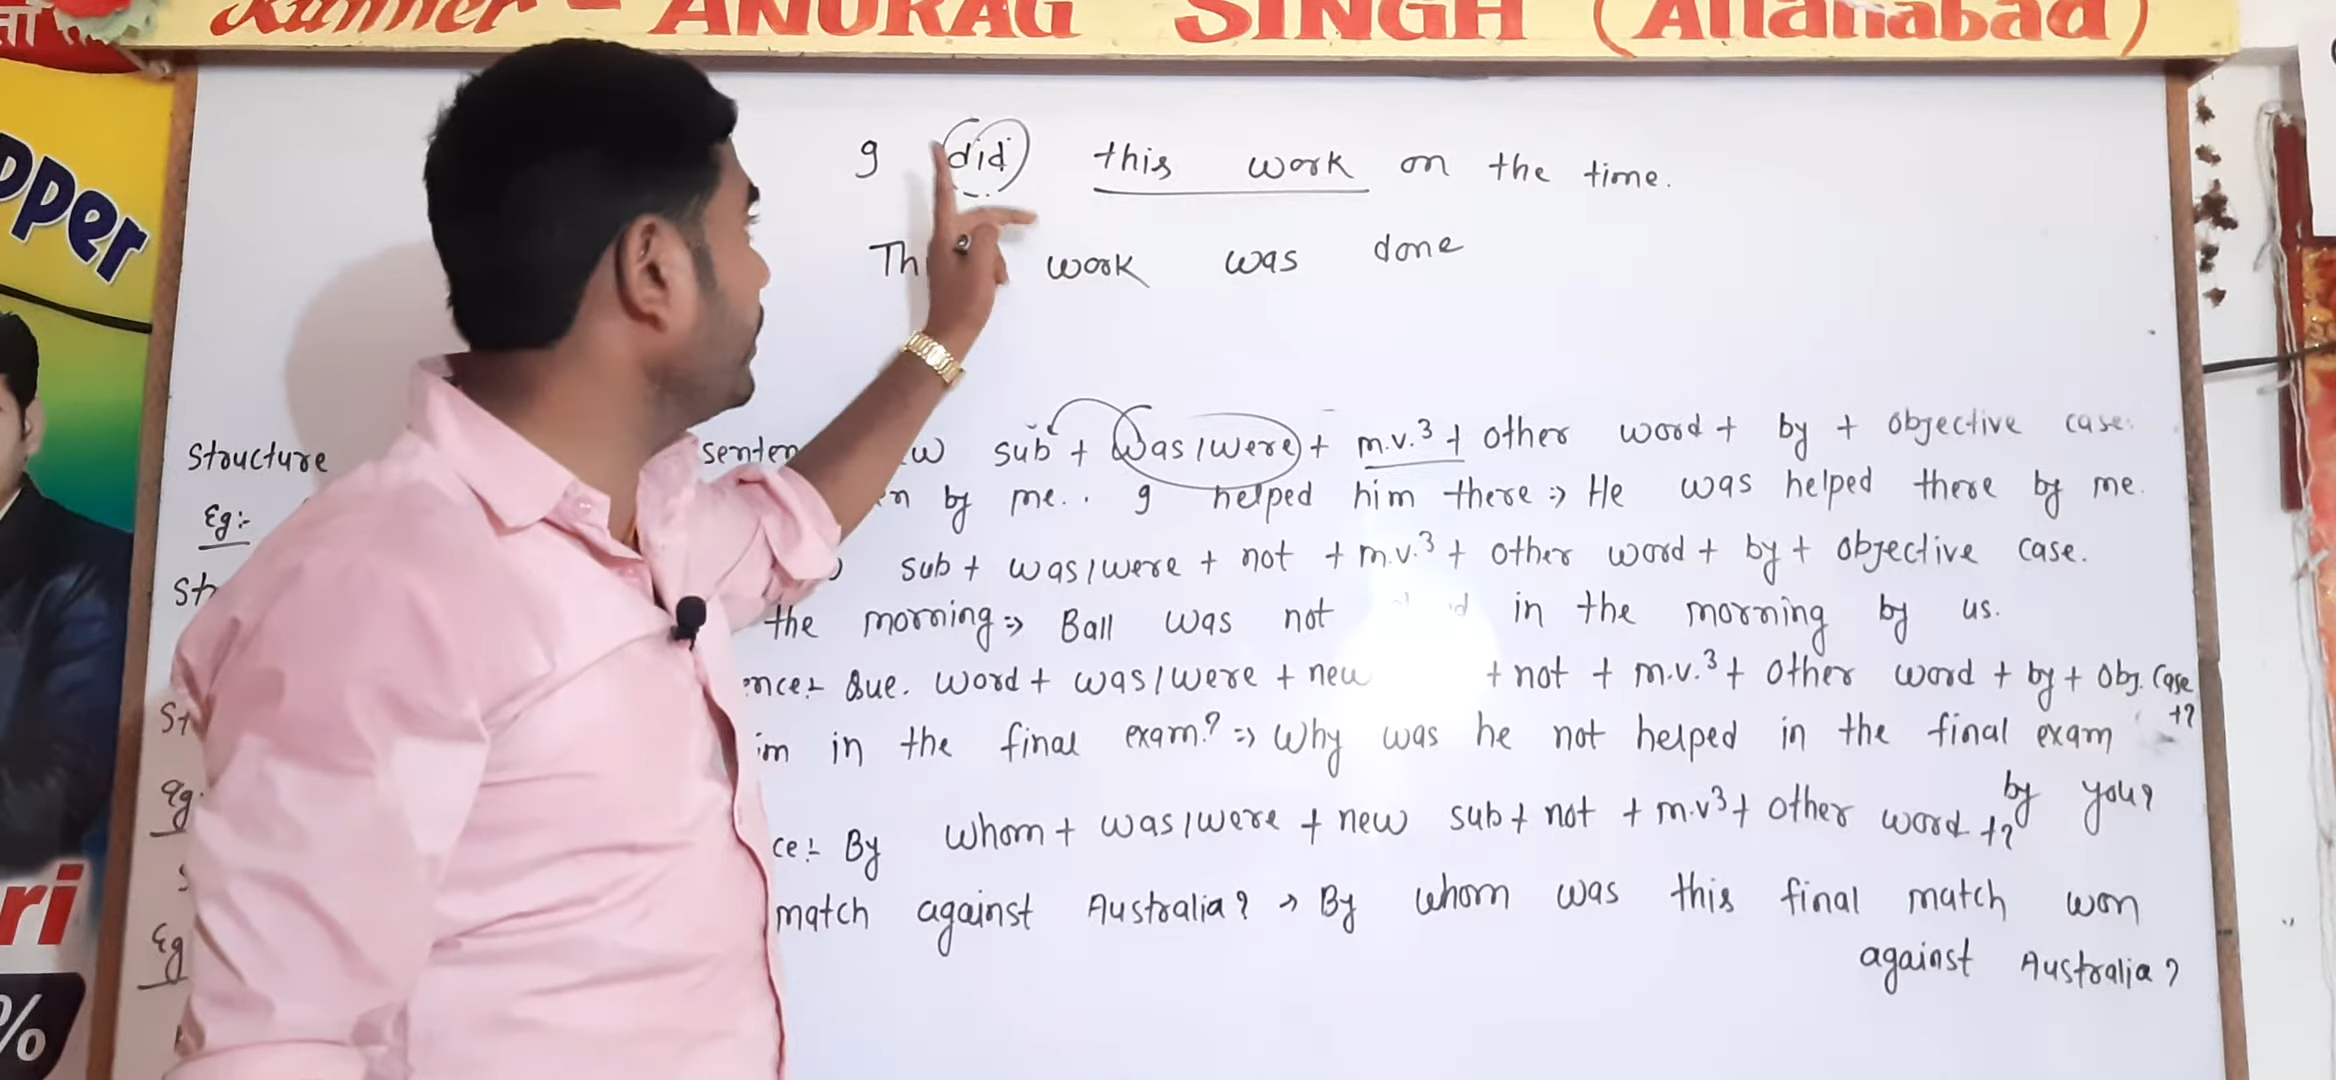 Runner - ANURAG SINGH (Allahabad)
pper
ri
%
I did this work on the time.
work was done
Structure sub + was/were + m.v.3 + other word + by + objective case.
Eg:- by me. . I helped him there => He was helped there by me.
sub + was/were + not + m.v.3 + other word + by + objective case.
the morning => Ball was not in the morning by us.
Que. word + was/were + new + not + m.v.3 + other word + by + obj. case
+?
in the final exam? => Why was he not helped in the final exam
by you?
By whom + was/were + new sub + not + m.v3 + other word +?
match against Australia? → By whom was this final match won
Eg
against Australia?